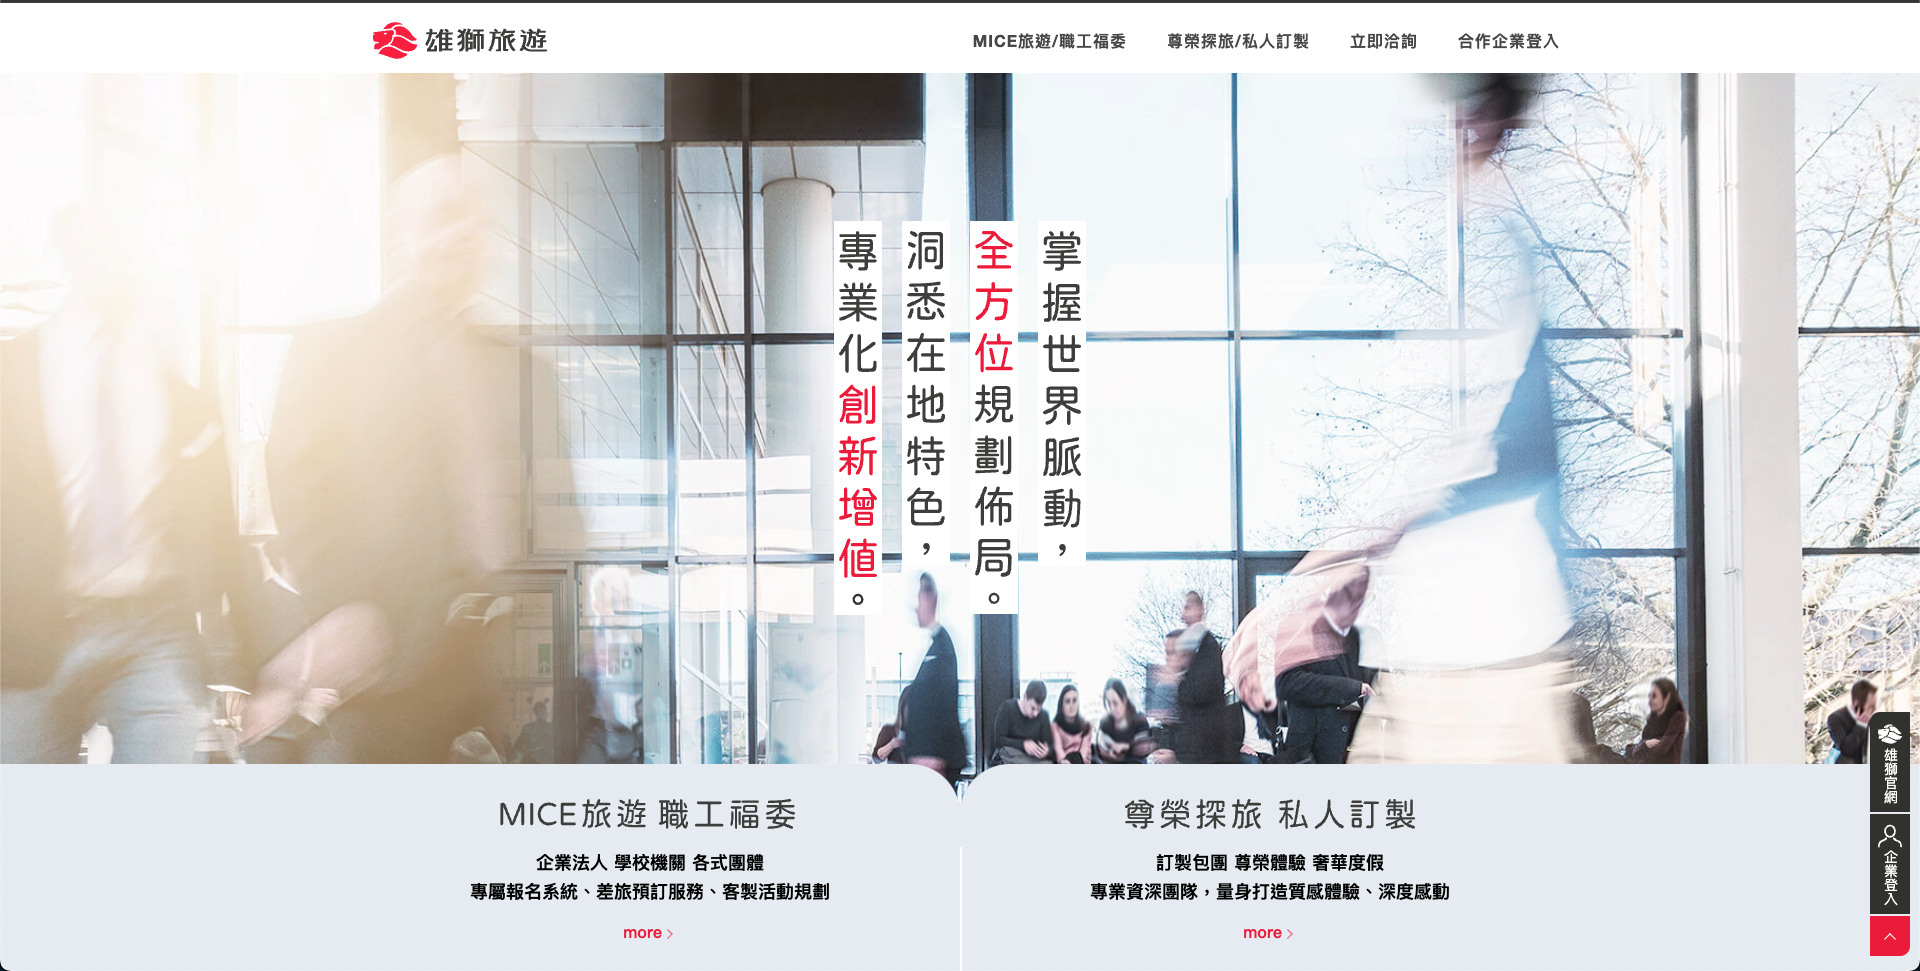 雄獅旅遊
MICE旅遊/職工福委
尊榮探旅/私人訂製
立即洽詢
合作企業登入
掌握世界脈動，
全方位規劃佈局。
洞悉在地特色，
專業化創新增值。
MICE旅遊 職工福委
企業法人 學校機關 各式團體
專屬報名系統、差旅預訂服務、客製活動規劃
more
尊榮探旅 私人訂製
訂製包團 尊榮體驗 奢華度假
專業資深團隊，量身打造質感體驗、深度感動
more
雄獅官網
企業登入